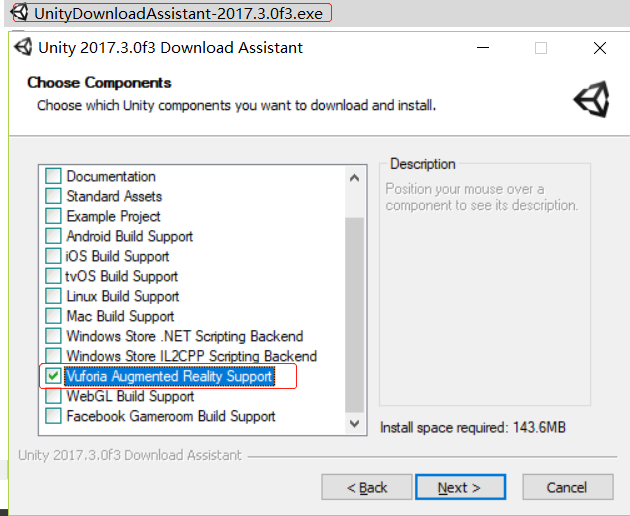 UnityDownloadAssistant-2017.3.0f3.exe
Unity 2017.3.0f3 Download Assistant
Choose Components
Choose which Unity components you want to download and install.
Documentation
Standard Assets
Example Project
Android Build Support
iOS Build Support
tvOS Build Support
Linux Build Support
Mac Build Support
Windows Store .NET Scripting Backend
Windows Store IL2CPP Scripting Backend
Vuforia Augmented Reality Support
WebGL Build Support
Facebook Gameroom Build Support
Description
Position your mouse over a
component to see its description.
Install space required: 143.6MB
Unity 2017.3.0f3 Download Assistant
< Back
Next >
Cancel